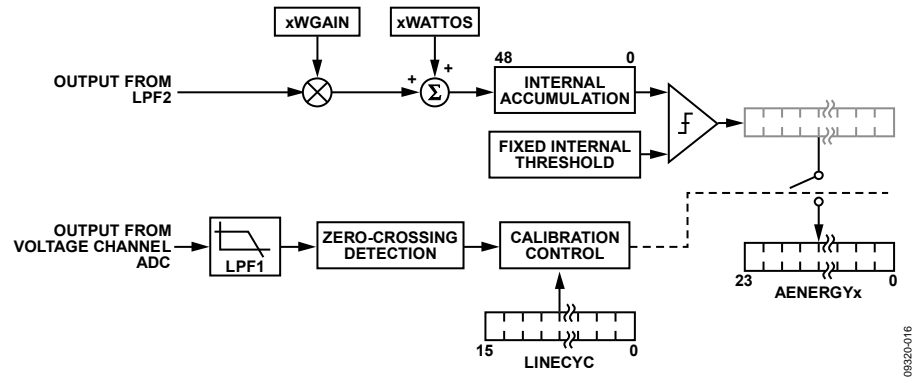 xWGAIN
xWATTOS
OUTPUT FROM
LPF2
+
+
Σ
48
0
INTERNAL
ACCUMULATION
FIXED INTERNAL
THRESHOLD
OUTPUT FROM
VOLTAGE CHANNEL
ADC
LPF1
ZERO-CROSSING
DETECTION
CALIBRATION
CONTROL
15
0
LINECYC
23
0
AENERGYx
09320-016